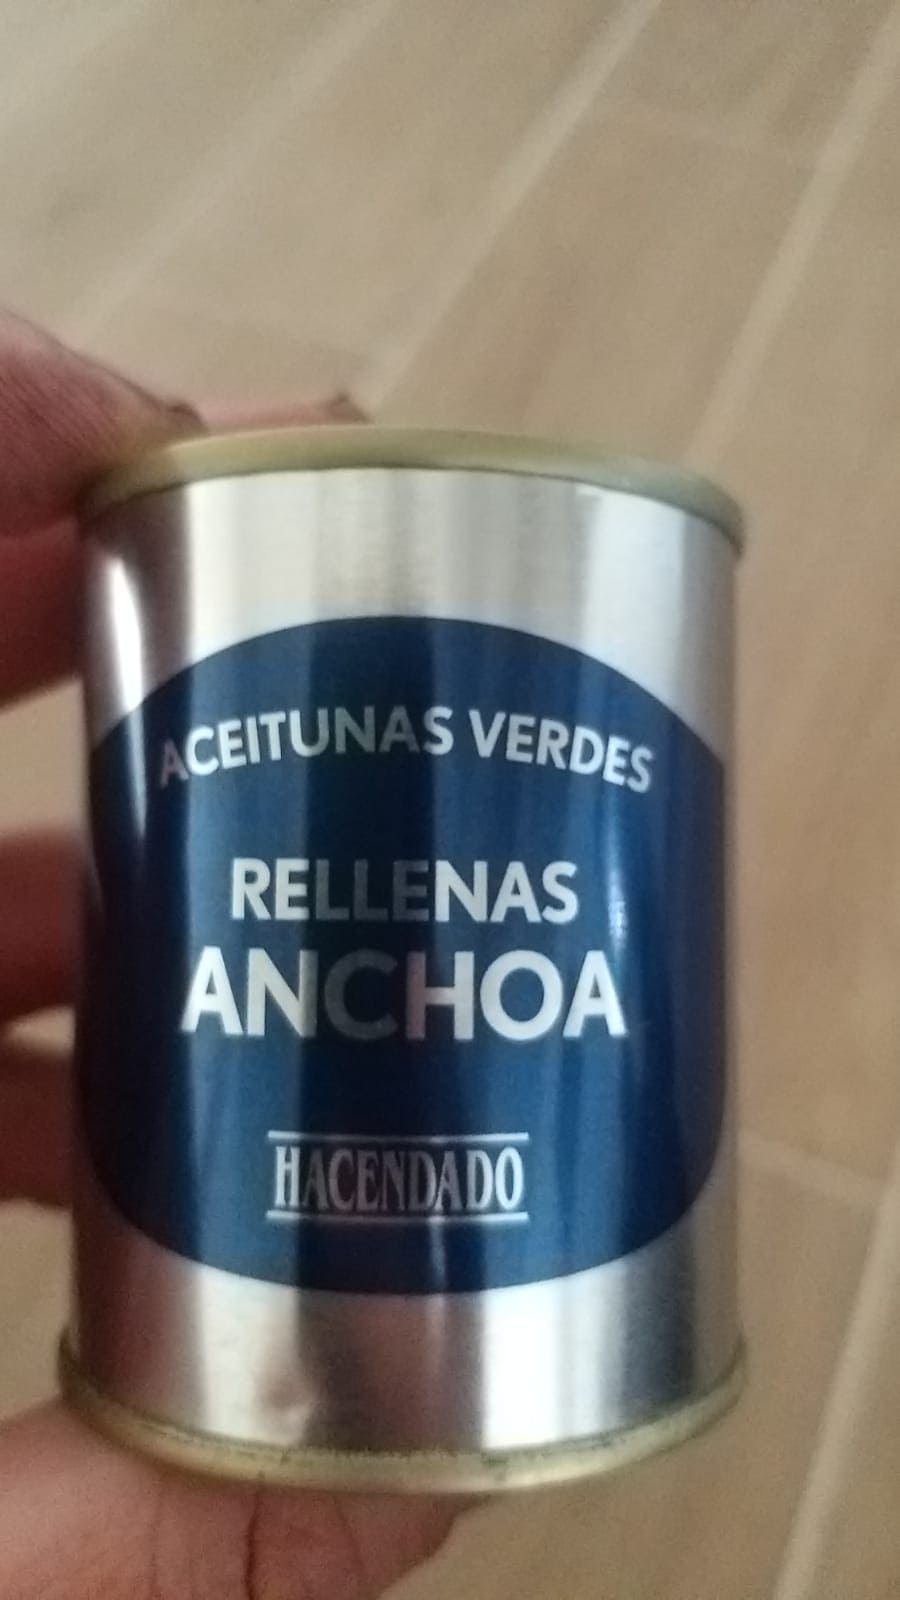 ACEITUNAS VERDES
RELLENAS
ANCHOA
HACENDADO